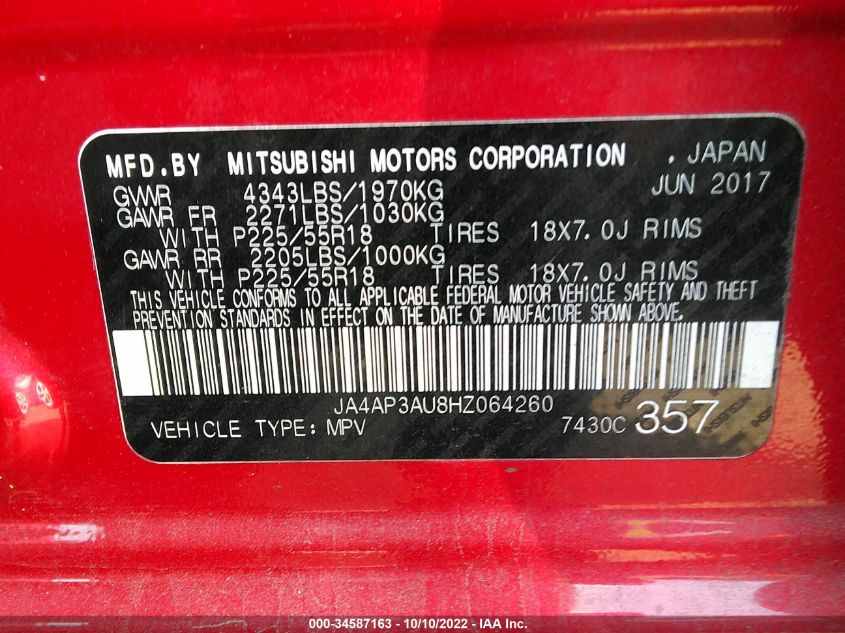 MFD.BY MITSUBISHI MOTORS CORPORATION . JAPAN
GVWR 4343LBS/1970KG JUN 2017
GAWR FR 2271LBS/1030KG
WITH P225/55R18 TIRES 18X7.0J RIMS
GAWR RR 2205LBS/1000KG
WITH P225/55R18 TIRES 18X7.0J RIMS
THIS VEHICLE CONFORMS TO ALL APPLICABLE FEDERAL MOTOR VEHICLE SAFETY AND THEFT
PREVENTION STANDARDS IN EFFECT ON THE DATE OF MANUFACTURE SHOWN ABOVE.
JA4AP3AU8HZ064260
VEHICLE TYPE: MPV 7430C 357
000-34587163 - 10/10/2022 - IAA Inc.